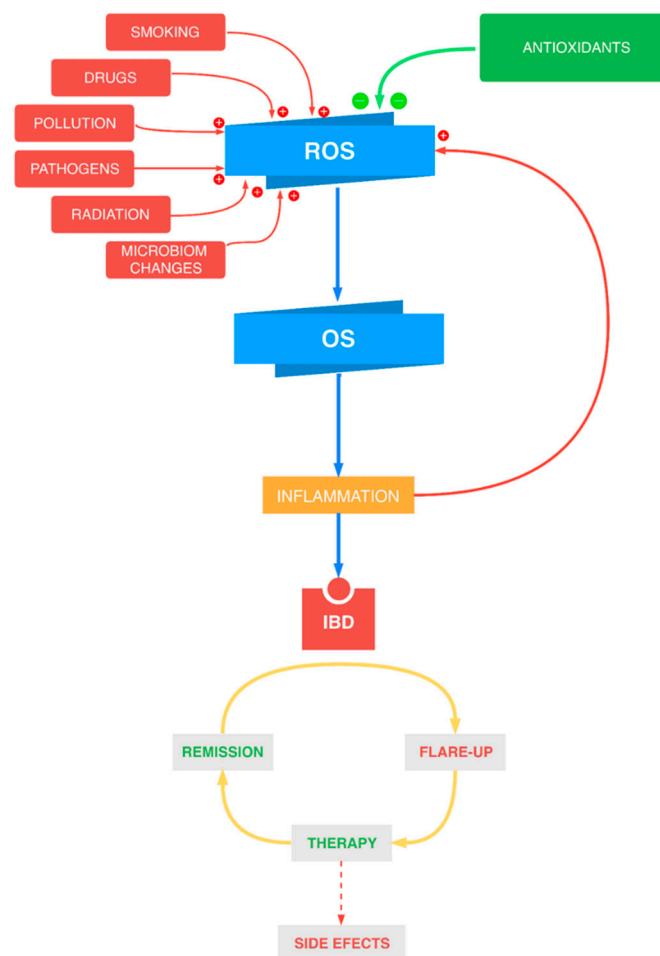 SMOKING
ANTIOXIDANTS
DRUGS
POLLUTION
ROS
PATHOGENS
RADIATION
MICROBIOM
CHANGES
OS
INFLAMMATION
IBD
REMISSION
FLARE-UP
THERAPY
SIDE EFECTS